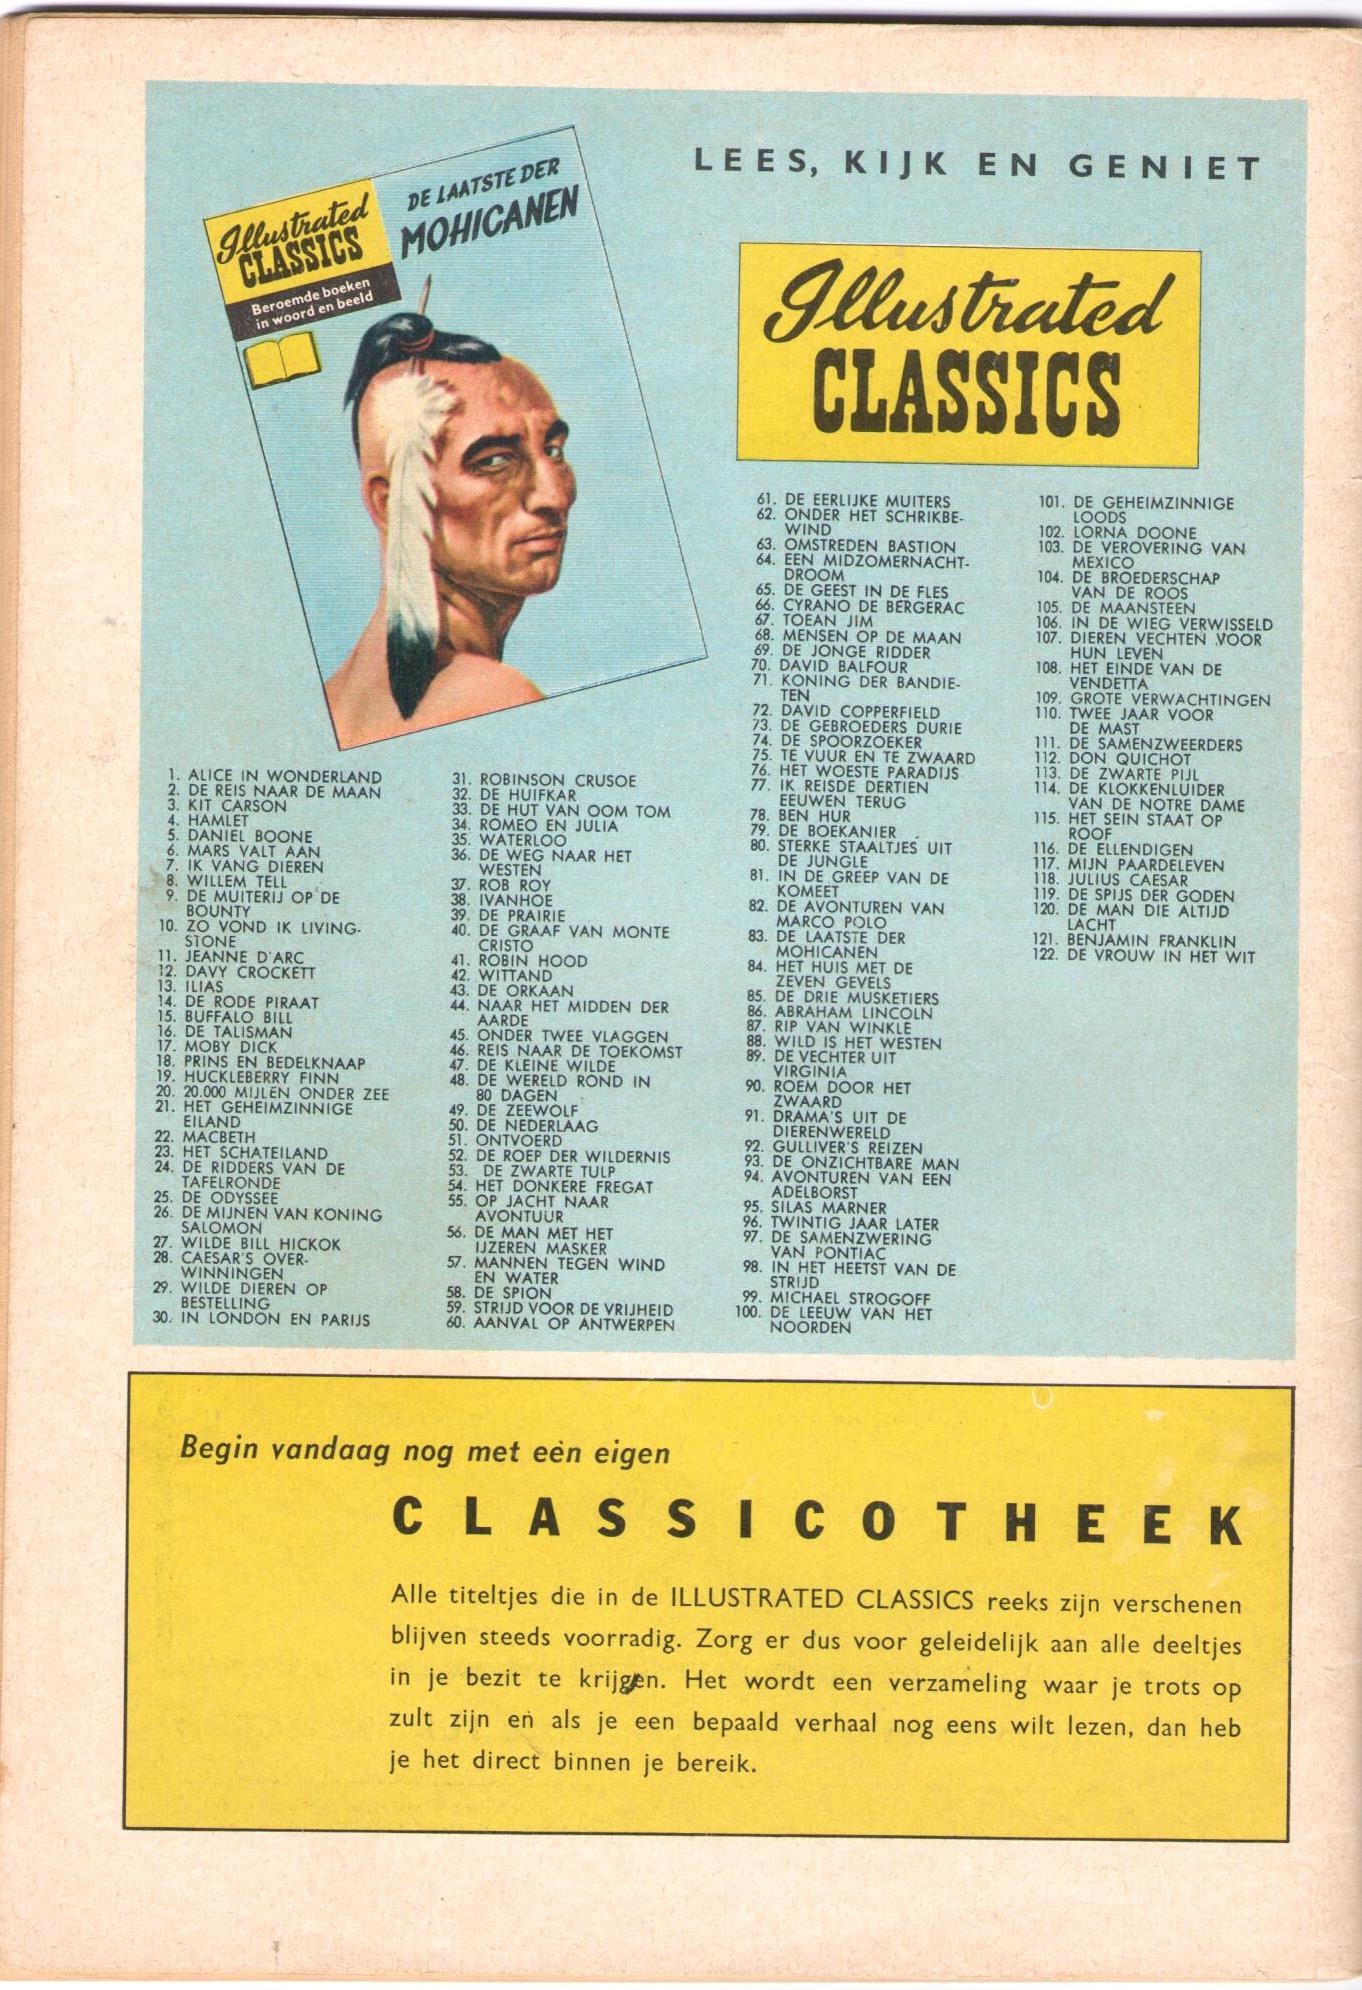 LEES, KIJK EN GENIET
Illustrated
CLASSICS
Beroemde boeken
in woord en beeld
DE LAATSTE DER
MOHICANEN
Illustrated
CLASSICS
1. ALICE IN WONDERLAND
2. DE REIS NAAR DE MAAN
3. KIT CARSON
4. HAMLET
5. DANIEL BOONE
6. MARS VALT AAN
7. IK VANG DIEREN
8. WILLEM TELL
9. DE MUITERIJ OP DE
BOUNTY
10. ZO VOND IK LIVING-
STONE
11. JEANNE D'ARC
12. DAVY CROCKETT
13. ILIAS
14. DE RODE PIRAAT
15. BUFFALO BILL
16. DE TALISMAN
17. MOBY DICK
18. PRINS EN BEDELKNAAP
19. HUCKLEBERRY FINN
20. 20.000 MIJLEN ONDER ZEE
21. HET GEHEIMZINNIGE
EILAND
22. MACBETH
23. HET SCHATEILAND
24. DE RIDDERS VAN DE
TAFELRONDE
25. DE ODYSSEE
26. DE MIJNEN VAN KONING
SALOMON
27. WILDE BILL HICKOK
28. CAESAR'S OVER-
WINNINGEN
29. WILDE DIEREN OP
BESTELLING
30. IN LONDON EN PARIJS
31. ROBINSON CRUSOE
32. DE HUIFKAR
33. DE HUT VAN OOM TOM
34. ROMEO EN JULIA
35. WATERLOO
36. DE WEG NAAR HET
WESTEN
37. ROB ROY
38. IVANHOE
39. DE PRAIRIE
40. DE GRAAF VAN MONTE
CRISTO
41. ROBIN HOOD
42. WITTAND
43. DE ORKAAN
44. NAAR HET MIDDEN DER
AARDE
45. ONDER TWEE VLAGGEN
46. REIS NAAR DE TOEKOMST
47. DE KLEINE WILDE
48. DE WERELD ROND IN
80 DAGEN
49. DE ZEEWOLF
50. DE NEDERLAAG
51. ONTVOERD
52. DE ROEP DER WILDERNIS
53. DE ZWARTE TULP
54. HET DONKERE FREGAT
55. OP JACHT NAAR
AVONTUUR
56. DE MAN MET HET
IJZEREN MASKER
57. MANNEN TEGEN WIND
EN WATER
58. DE SPION
59. STRIJD VOOR DE VRIJHEID
60. AANVAL OP ANTWERPEN
61. DE EERLIJKE MUITERS
62. ONDER HET SCHRIKBE-
WIND
63. OMSTREDEN BASTION
64. EEN MIDZOMERNACHT-
DROOM
65. DE GEEST IN DE FLES
66. CYRANO DE BERGERAC
67. TOEAN JIM
68. MENSEN OP DE MAAN
69. DE JONGE RIDDER
70. DAVID BALFOUR
71. KONING DER BANDIE-
TEN
72. DAVID COPPERFIELD
73. DE GEBROEDERS DURIE
74. DE SPOORZOEKER
75. TE VUUR EN TE ZWAARD
76. HET WOESTE PARADIJS
77. IK REISDE DERTIEN
EEUWEN TERUG
78. BEN HUR
79. DE BOEKANIER
80. STERKE STAALTJES UIT
DE JUNGLE
81. IN DE GREEP VAN DE
KOMEET
82. DE AVONTUREN VAN
MARCO POLO
83. DE LAATSTE DER
MOHICANEN
84. HET HUIS MET DE
ZEVEN GEVELS
85. DE DRIE MUSKETIERS
86. ABRAHAM LINCOLN
87. RIP VAN WINKLE
88. WILD IS HET WESTEN
89. DE VECHTER UIT
VIRGINIA
90. ROEM DOOR HET
ZWAARD
91. DRAMA'S UIT DE
DIERENWERELD
92. GULLIVER'S REIZEN
93. DE ONZICHTBARE MAN
94. AVONTUREN VAN EEN
ADELBORST
95. SILAS MARNER
96. TWINTIG JAAR LATER
97. DE SAMENZWERING
VAN PONTIAC
98. IN HET HEETST VAN DE
STRIJD
99. MICHAEL STROGOFF
100. DE LEEUW VAN HET
NOORDEN
101. DE GEHEIMZINNIGE
LOODS
102. LORNA DOONE
103. DE VEROVERING VAN
MEXICO
104. DE BROEDERSCHAP
VAN DE ROOS
105. DE MAANSTEEN
106. IN DE WIEG VERWISSELD
107. DIEREN VECHTEN VOOR
HUN LEVEN
108. HET EINDE VAN DE
VENDETTA
109. GROTE VERWACHTINGEN
110. TWEE JAAR VOOR
DE MAST
111. DE SAMENZWEERDERS
112. DON QUICHOT
113. DE ZWARTE PIJL
114. DE KLOKKENLUIDER
VAN DE NOTRE DAME
115. HET SEIN STAAT OP
ROOF
116. DE ELLENDIGEN
117. MIJN PAARDELEVEN
118. JULIUS CAESAR
119. DE SPIJS DER GODEN
120. DE MAN DIE ALTIJD
LACHT
121. BENJAMIN FRANKLIN
122. DE VROUW IN HET WIT
Begin vandaag nog met een eigen
CLASSICOTHEEK
Alle titeltjes die in de ILLUSTRATED CLASSICS reeks zijn verschenen
blijven steeds voorradig. Zorg er dus voor geleidelijk aan alle deeltjes
in je bezit te krijgen. Het wordt een verzameling waar je trots op
zult zijn en als je een bepaald verhaal nog eens wilt lezen, dan heb
je het direct binnen je bereik.